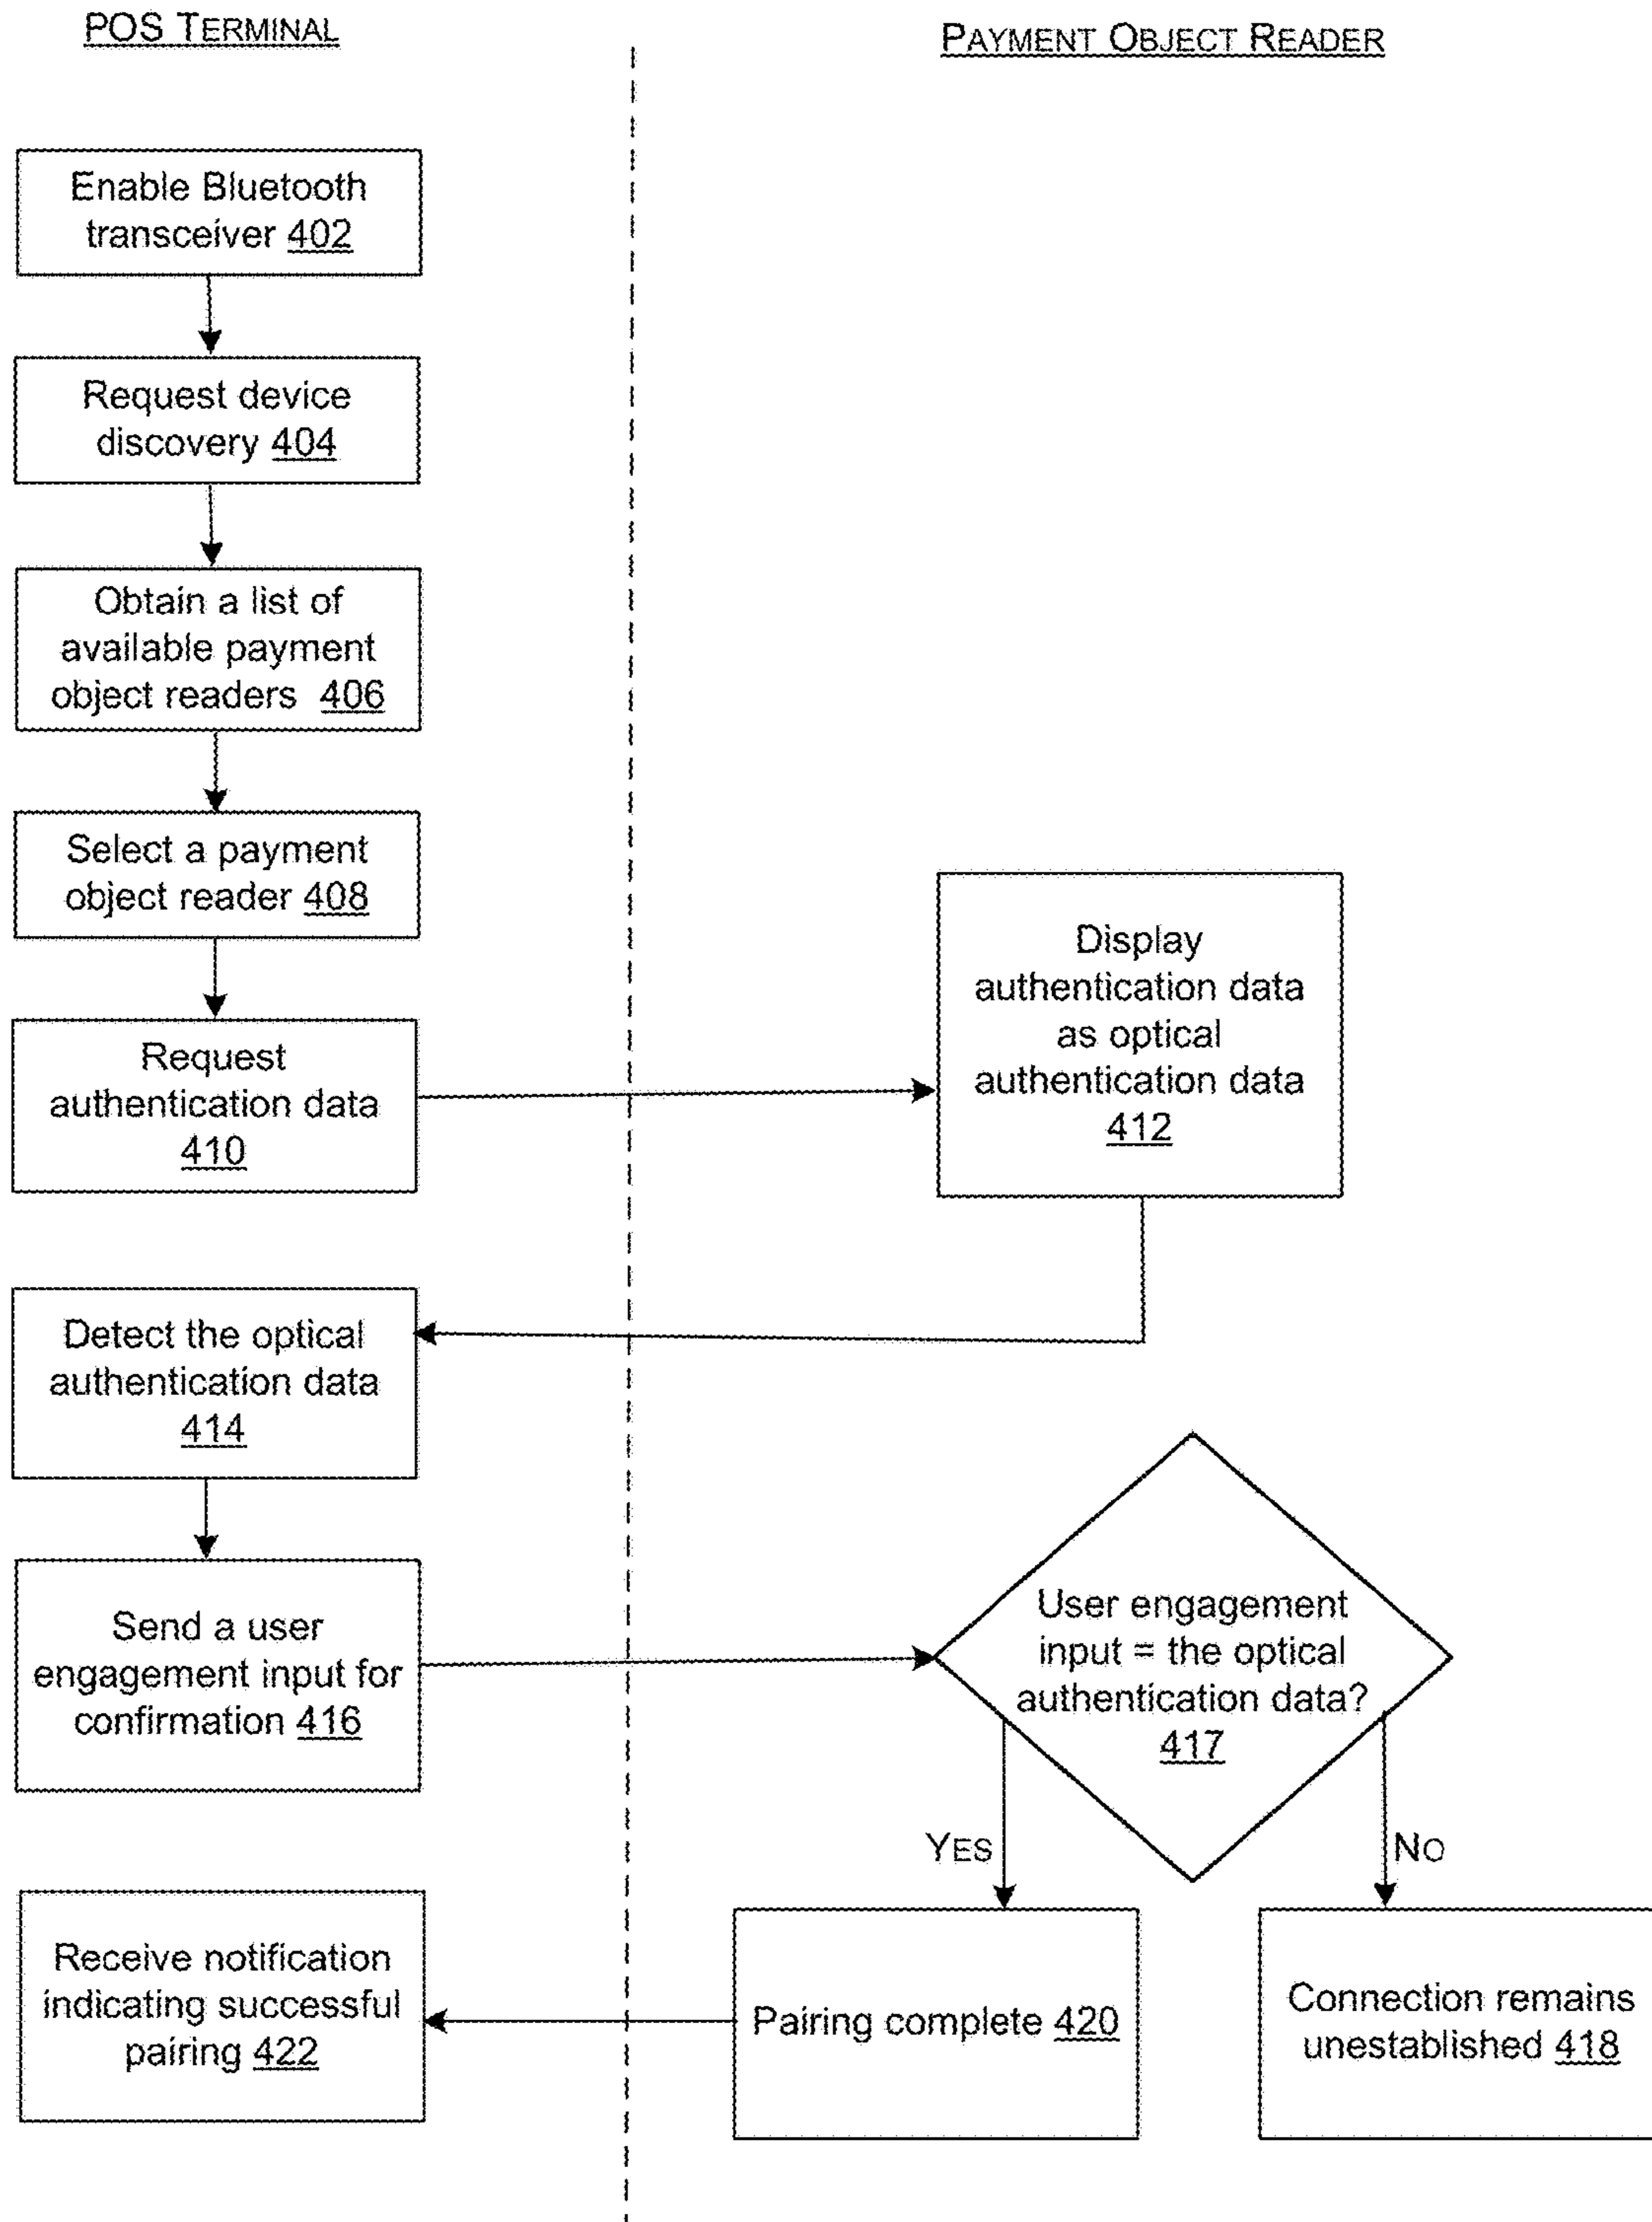 POS TERMINAL
PAYMENT OBJECT READER
Enable Bluetooth
transceiver 402
Request device
discovery 404
Obtain a list of
available payment
object readers 406
Select a payment
object reader 408
Request
authentication data
410
Display
authentication data
as optical
authentication data
412
Detect the optical
authentication data
414
Send a user
engagement input for
confirmation 416
User engagement
input = the optical
authentication data?
417
YES
NO
Receive notification
indicating successful
pairing 422
Pairing complete 420
Connection remains
unestablished 418